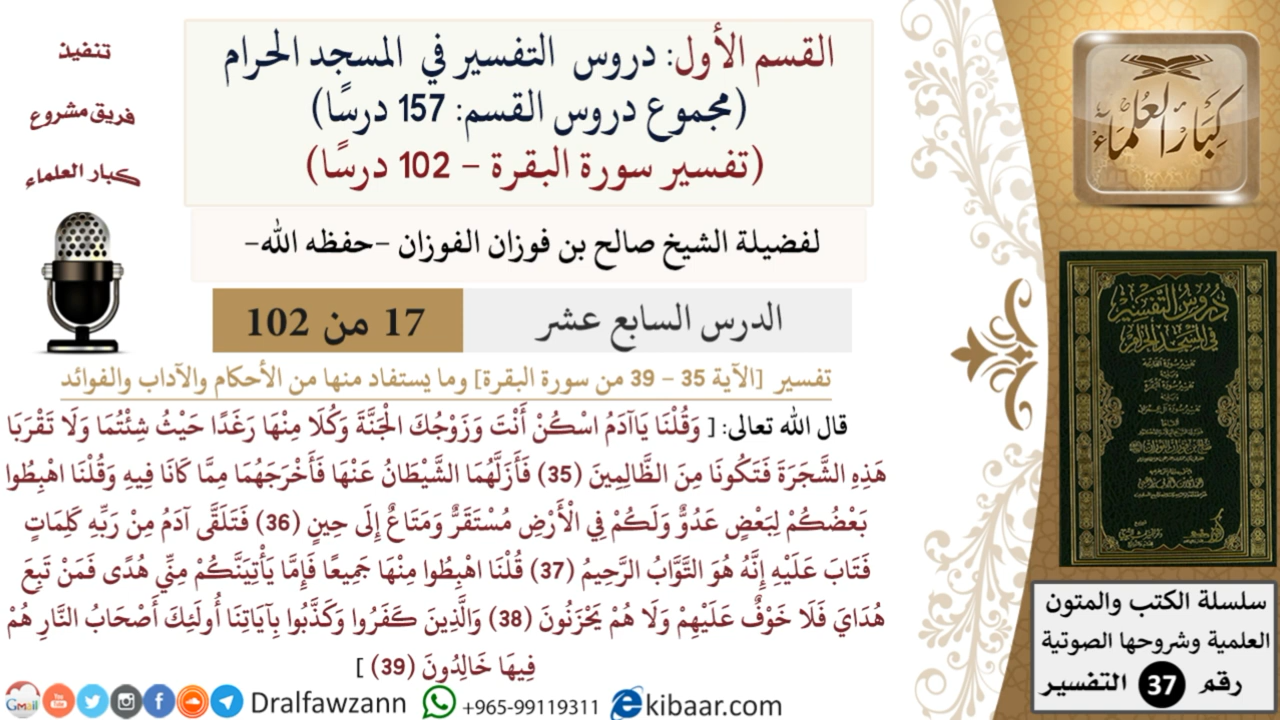 القسم الأول: دروس التفسير في المسجد الحرام
(مجموع دروس القسم: 157 درسًا)
(تفسير سورة البقرة - 102 درسًا)
لفضيلة الشيخ صالح بن فوزان الفوزان -حفظه الله-
الدرس السابع عشر
17 من 102
تفسير [الآية 35 - 39 من سورة البقرة] وما يستفاد منها من الأحكام والآداب والفوائد
قال الله تعالى: [ وَقُلْنَا يَاآدَمُ اسْكُنْ أَنْتَ وَزَوْجُكَ الْجَنَّةَ وَكُلَا مِنْهَا رَغَدًا حَيْثُ شِئْتُمَا وَلَا تَقْرَبَا
هَذِهِ الشَّجَرَةَ فَتَكُونَا مِنَ الظَّالِمِينَ (35) فَأَزَلَّهُمَا الشَّيْطَانُ عَنْهَا فَأَخْرَجَهُمَا مِمَّا كَانَا فِيهِ وَقُلْنَا اهْبِطُوا
بَعْضُكُمْ لِبَعْضٍ عَدُوٌّ وَلَكُمْ فِي الْأَرْضِ مُسْتَقَرٌّ وَمَتَاعٌ إِلَى حِينٍ (36) فَتَلَقَّى آدَمُ مِنْ رَبِّهِ كَلِمَاتٍ
فَتَابَ عَلَيْهِ إِنَّهُ هُوَ التَّوَّابُ الرَّحِيمُ (37) قُلْنَا اهْبِطُوا مِنْهَا جَمِيعًا فَإِمَّا يَأْتِيَنَّكُمْ مِنِّي هُدًى فَمَنْ تَبِعَ
هُدَايَ فَلَا خَوْفٌ عَلَيْهِمْ وَلَا هُمْ يَحْزَنُونَ (38) وَالَّذِينَ كَفَرُوا وَكَذَّبُوا بِآيَاتِنَا أُولَئِكَ أَصْحَابُ النَّارِ هُمْ
فِيهَا خَالِدُونَ (39) ]
تنفيذ
فريق مشروع
كبار العلماء
كبار العلماء
دروس التفسير
في المسجد الحرام
سلسلة الكتب والمتون
العلمية وشروحها الصوتية
رقم 37 التفسير
Gmail
You Tube
Dralfawzann
+965-99119311
ekibaar.com